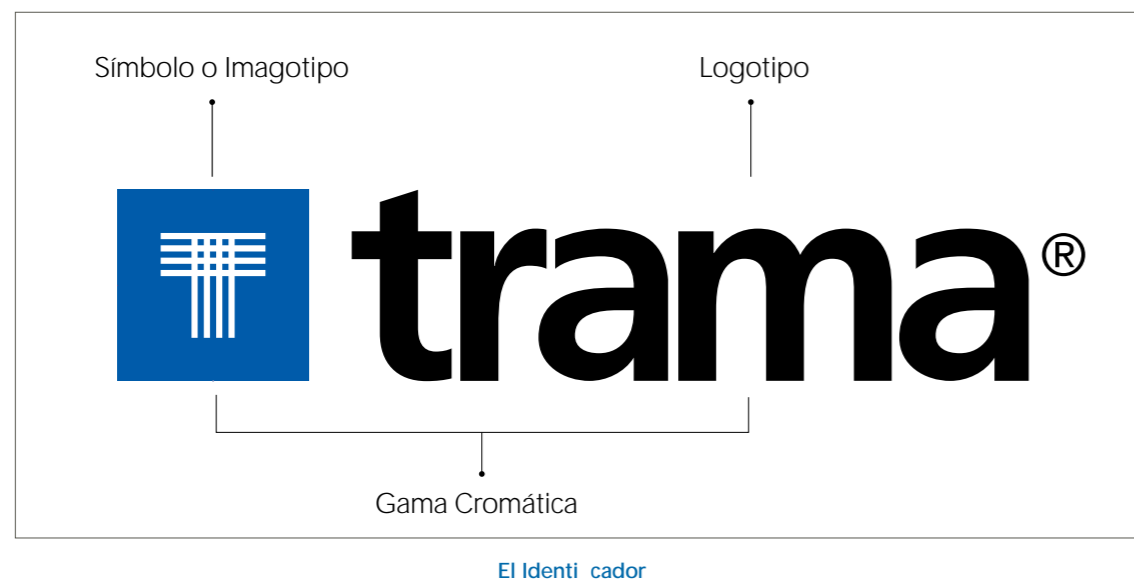 Símbolo o Imagotipo
Logotipo
trama®
Gama Cromática
El Identi cador